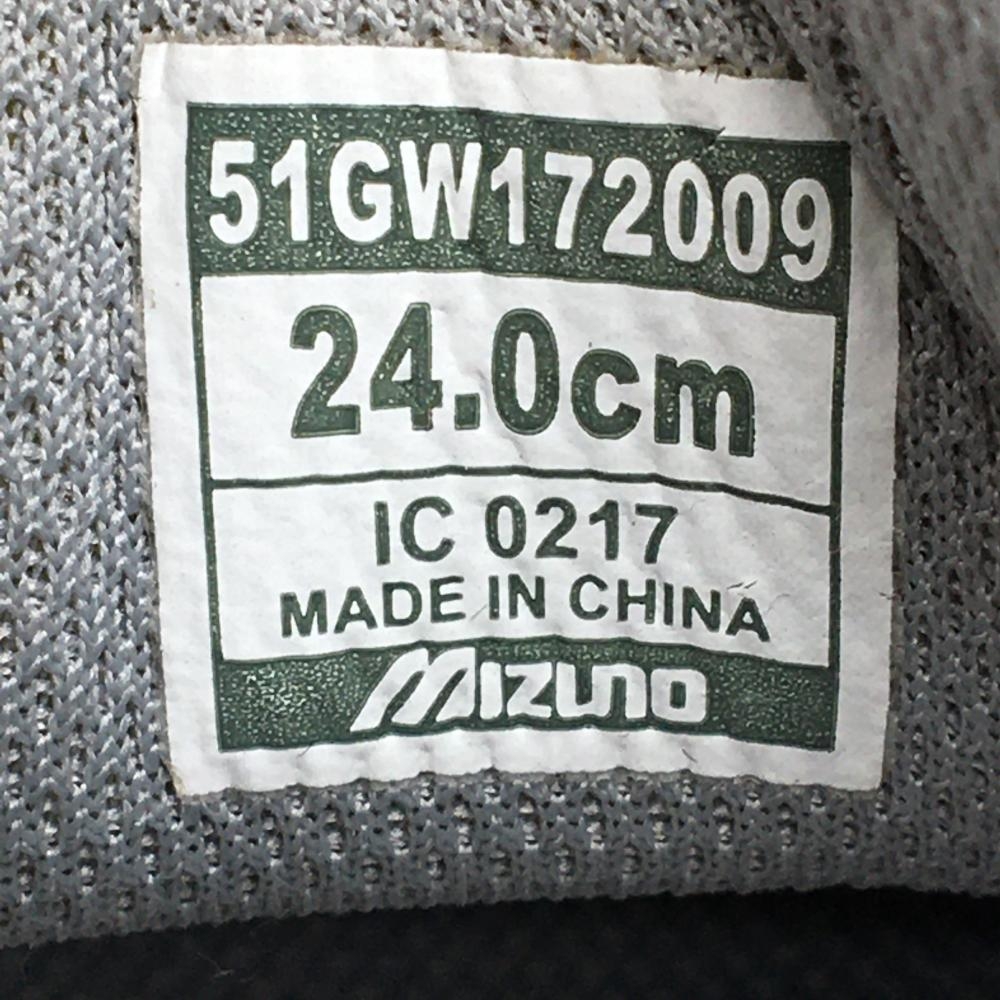 51GW172009
24.0cm
IC 0217
MADE IN CHINA
MIZUNO